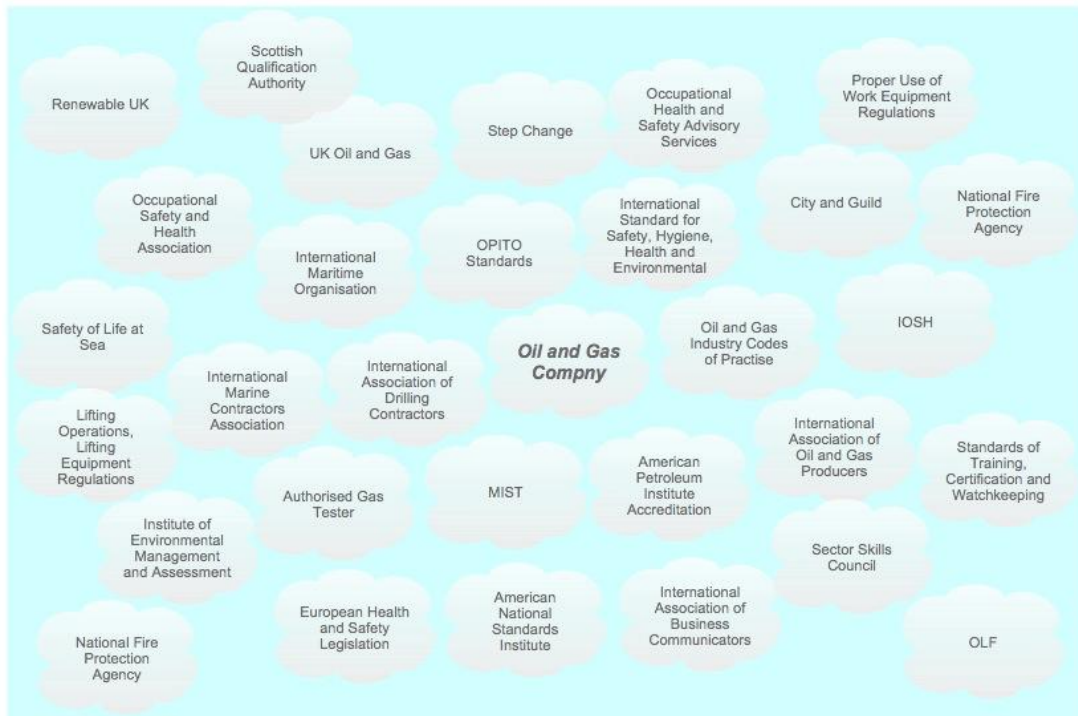 Scottish
Qualification
Authority
Renewable UK
UK Oil and Gas
Step Change
Occupational
Health and
Safety Advisory
Services
Proper Use of
Work Equipment
Regulations
Occupational
Safety and
Health
Association
International
Maritime
Organisation
OPITO
Standards
International
Standard for
Safety, Hygiene,
Health and
Environmental
City and Guild
National Fire
Protection
Agency
Safety of Life at
Sea
International
Marine
Contractors
Association
International
Association of
Drilling
Contractors
Oil and Gas
Compny
Oil and Gas
Industry Codes
of Practise
IOSH
Lifting
Operations,
Lifting
Equipment
Regulations
Authorised Gas
Tester
MIST
American
Petroleum
Institute
Accreditation
International
Association of
Oil and Gas
Producers
Standards of
Training,
Certification and
Watchkeeping
Institute of
Environmental
Management
and Assessment
Sector Skills
Council
National Fire
Protection
Agency
European Health
and Safety
Legislation
American
National
Standards
Institute
International
Association of
Business
Communicators
OLF